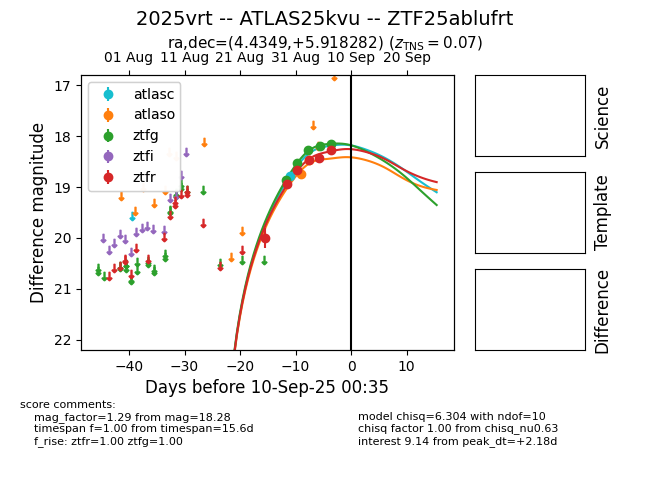 2025vrt -- ATLAS25kvu -- ZTF25ablufrt
ra,dec=(4.4349,+5.918282) (zTNS = 0.07)
01 Aug 11 Aug 21 Aug 31 Aug 10 Sep 20 Sep
17
18
19
20
21
22
Difference magnitude
atlasc
atlaso
ztfg
ztfi
ztfr
−40 −30 −20 −10 0 10
Days before 10-Sep-25 00:35
Science
Template
Difference
score comments:
mag_factor=1.29 from mag=18.28
timespan f=1.00 from timespan=15.6d
f_rise: ztfr=1.00 ztfg=1.00
model chisq=6.304 with ndof=10
chisq factor 1.00 from chisq_nu0.63
interest 9.14 from peak_dt=+2.18d